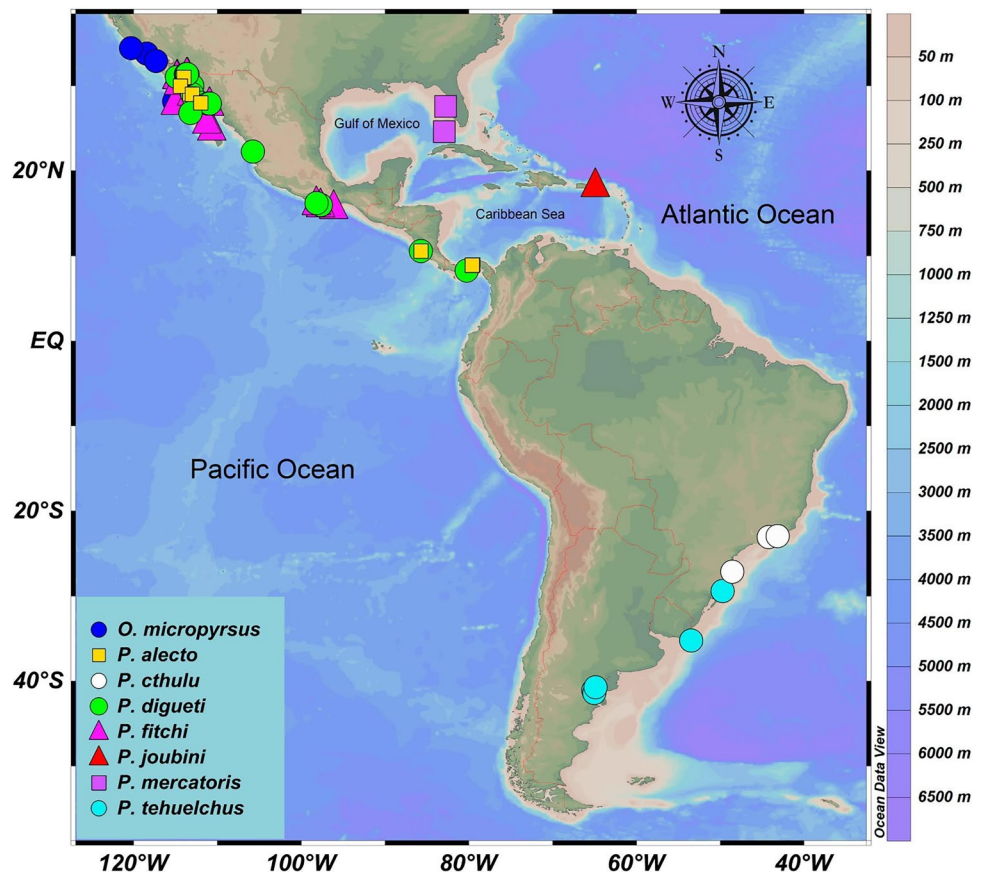 N
W E
S
Gulf of Mexico
Caribbean Sea
Atlantic Ocean
Pacific Ocean
20°N
EQ
20°S
40°S
120°W 100°W 80°W 60°W 40°W
O. micropyrsus
P. alecto
P. cthulu
P. digueti
P. fitchi
P. joubini
P. mercatoris
P. tehuelchus
50 m
100 m
250 m
500 m
750 m
1000 m
1250 m
1500 m
2000 m
2500 m
3000 m
3500 m
4000 m
4500 m
5000 m
5500 m
6000 m
6500 m
Ocean Data View